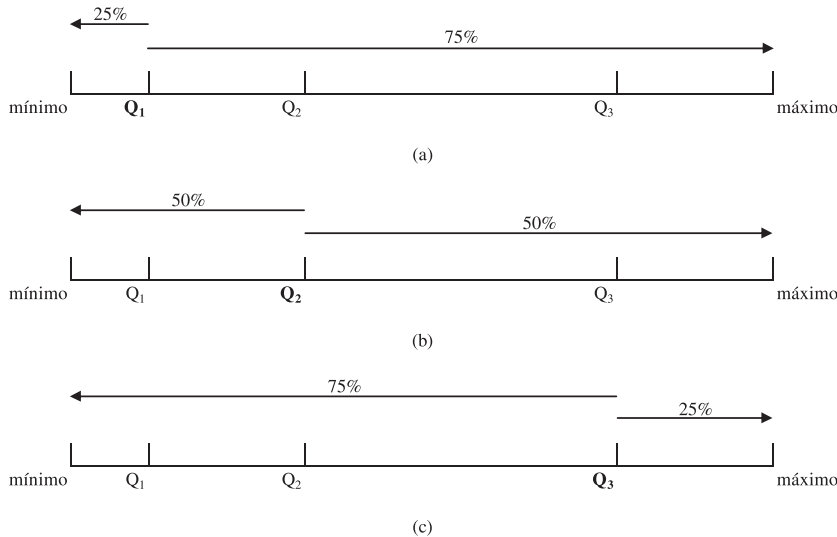 25%
75%
mínimo Q₁ Q₂ Q₃ máximo
(a)
50%
50%
mínimo Q₁ Q₂ Q₃ máximo
(b)
75%
25%
mínimo Q₁ Q₂ Q₃ máximo
(c)